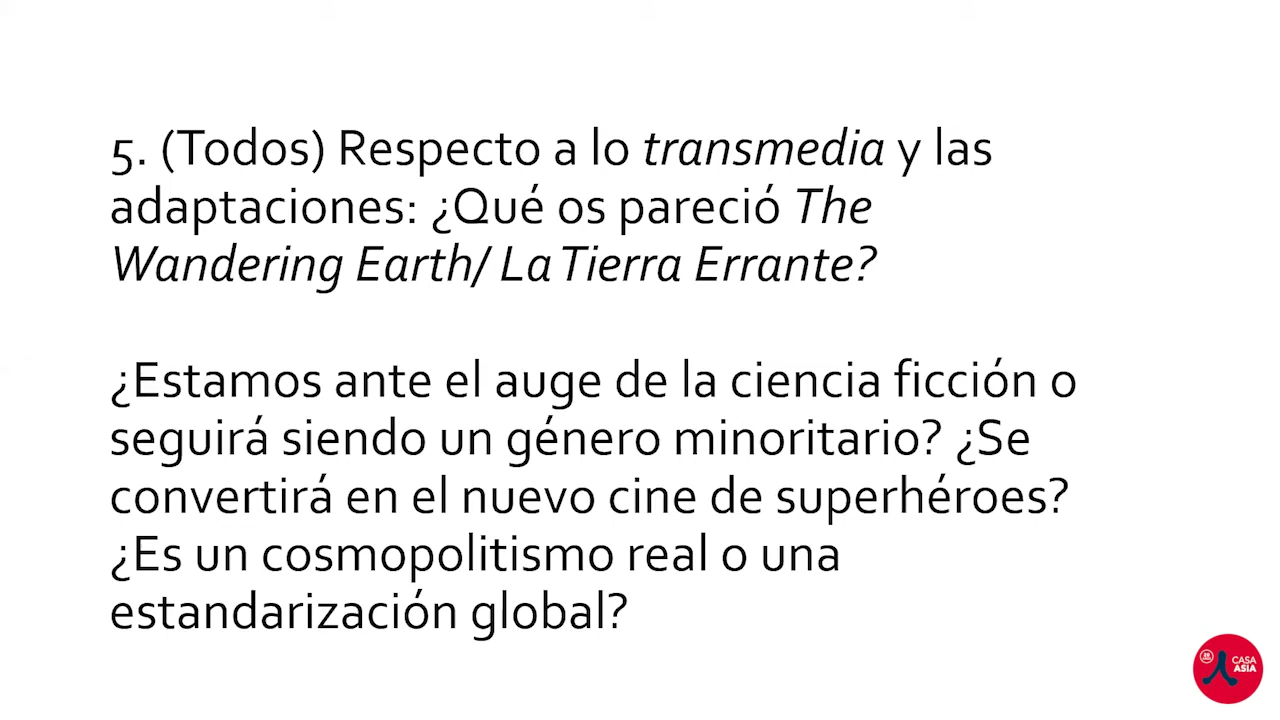 5. (Todos) Respecto a lo transmedia y las
adaptaciones: ¿Qué os pareció The
Wandering Earth/ La Tierra Errante?
¿Estamos ante el auge de la ciencia ficción o
seguirá siendo un género minoritario? ¿Se
convertirá en el nuevo cine de superhéroes?
¿Es un cosmopolitismo real o una
estandarización global?
CASA
ASIA